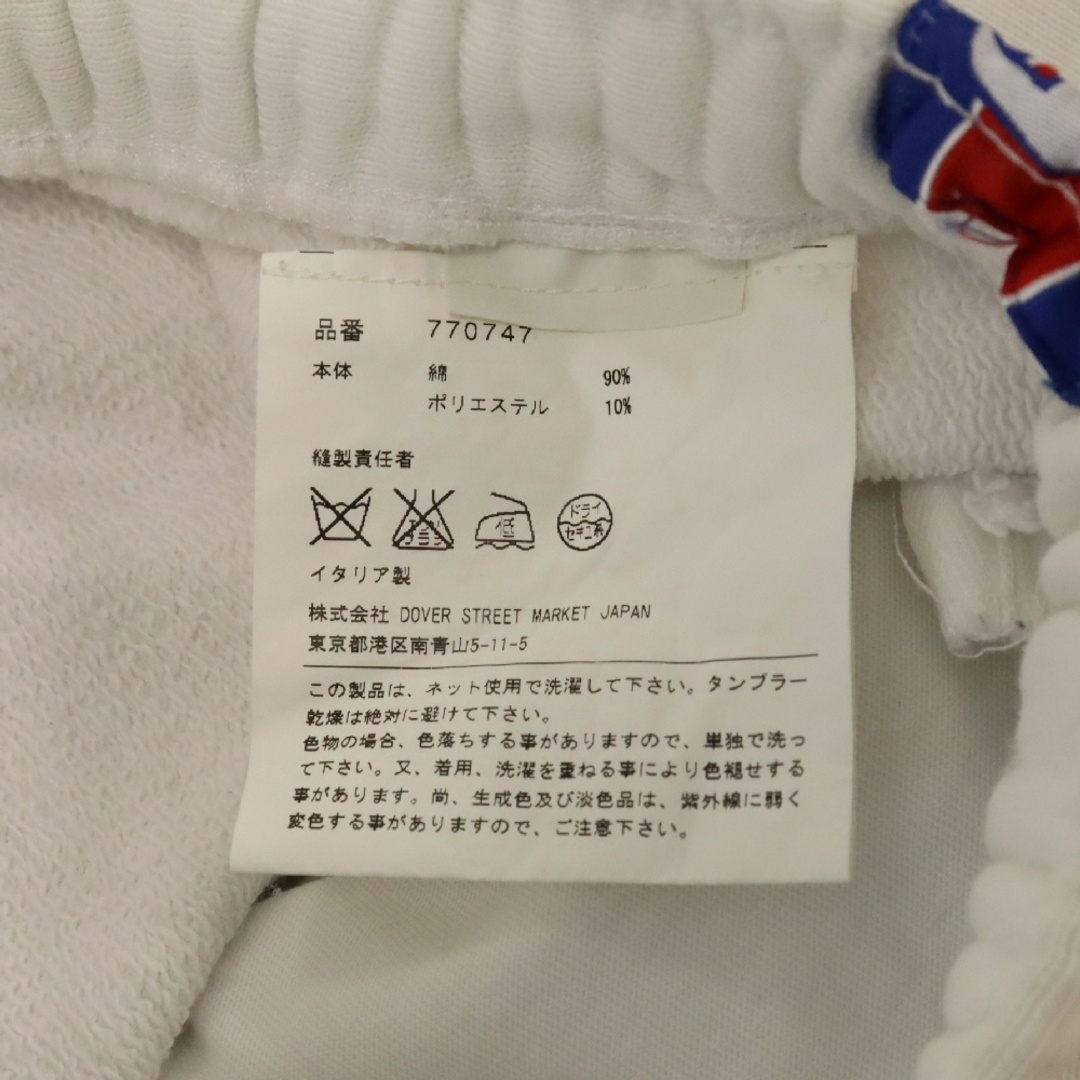 品番 770747
本体 綿 90%
ポリエステル 10%
縫製責任者
低 ドライ
セキユ系
イタリア製
株式会社 DOVER STREET MARKET JAPAN
東京都港区南青山5-11-5
この製品は、ネット使用で洗濯して下さい。タンブラー
乾燥は絶対に避けて下さい。
色物の場合、色落ちする事がありますので、単独で洗っ
て下さい。又、着用、洗濯を重ねる事により色褪せする
事があります。尚、生成色及び淡色品は、紫外線に弱く
変色する事がありますので、ご注意下さい。